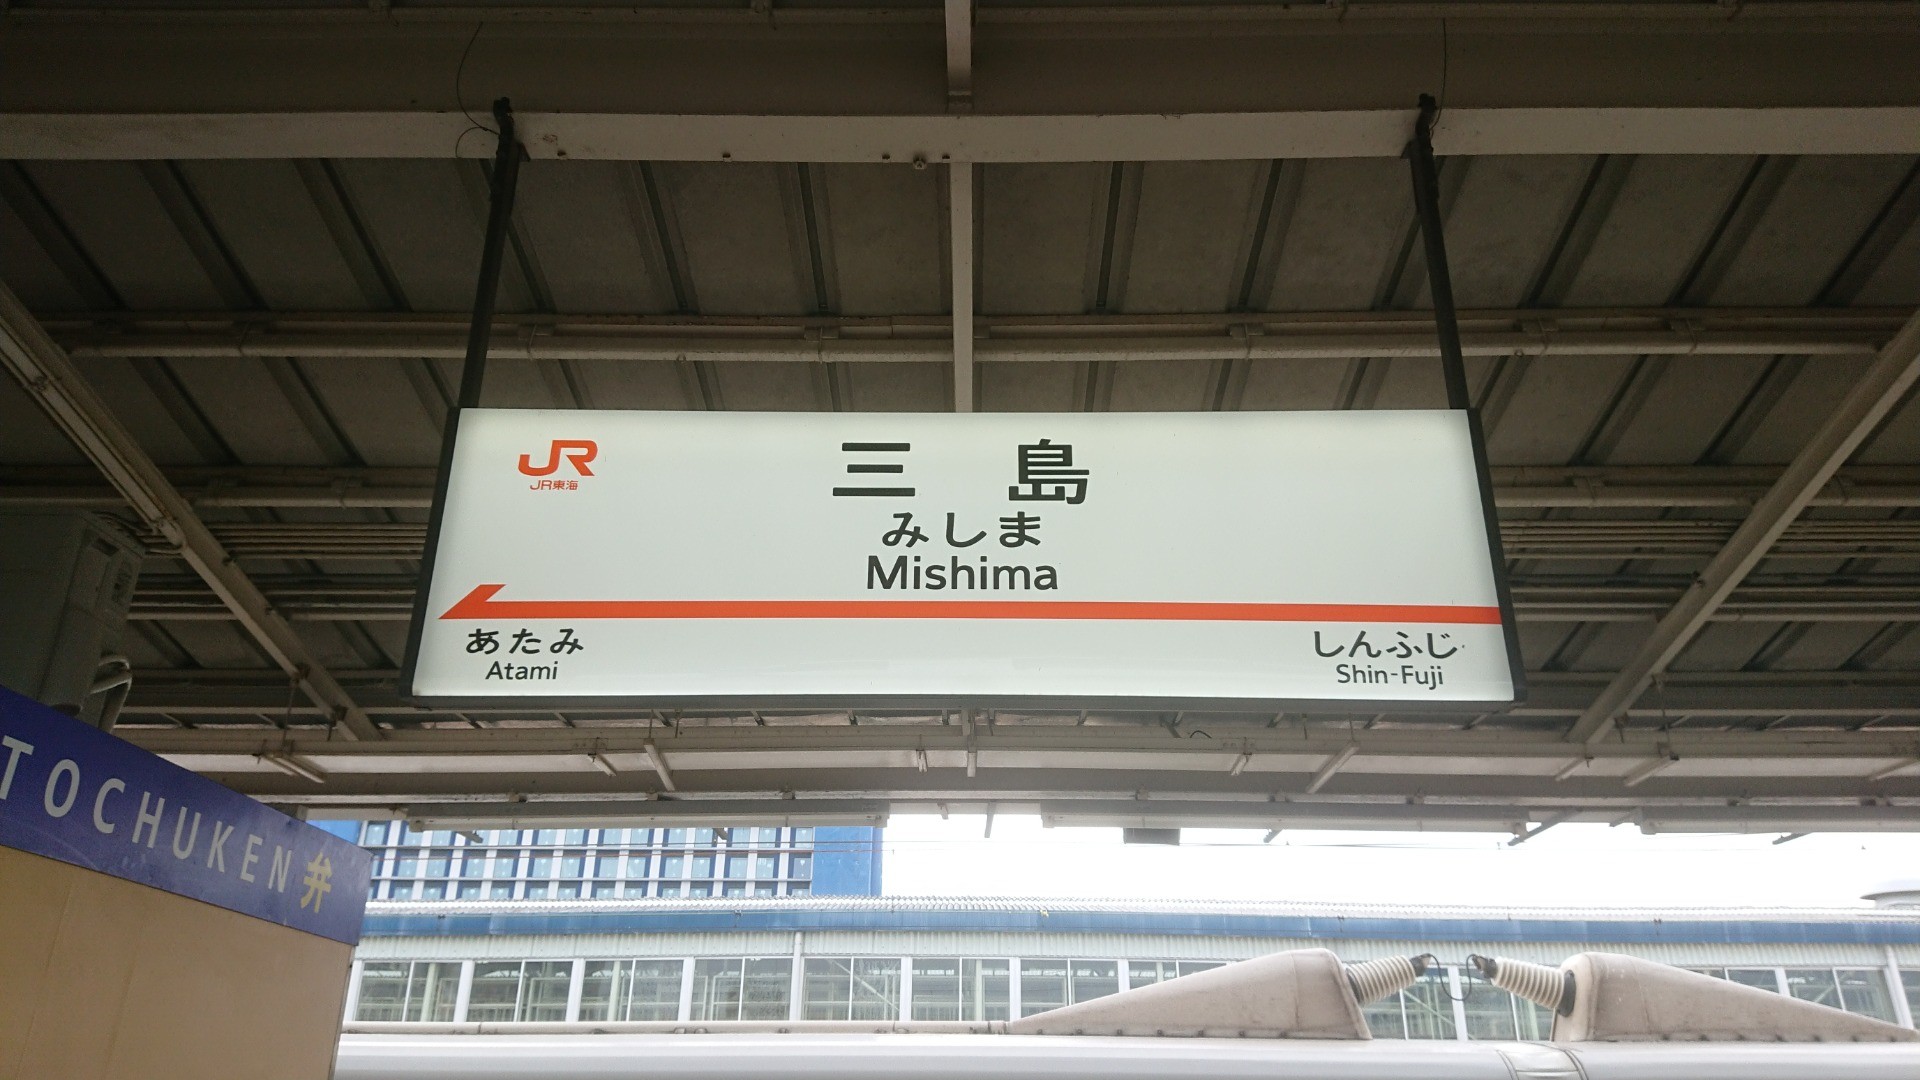 JR
JR東海
三島
みしま
Mishima
あたみ
Atami
しんふじ
Shin-Fuji
TOCHUKEN弁